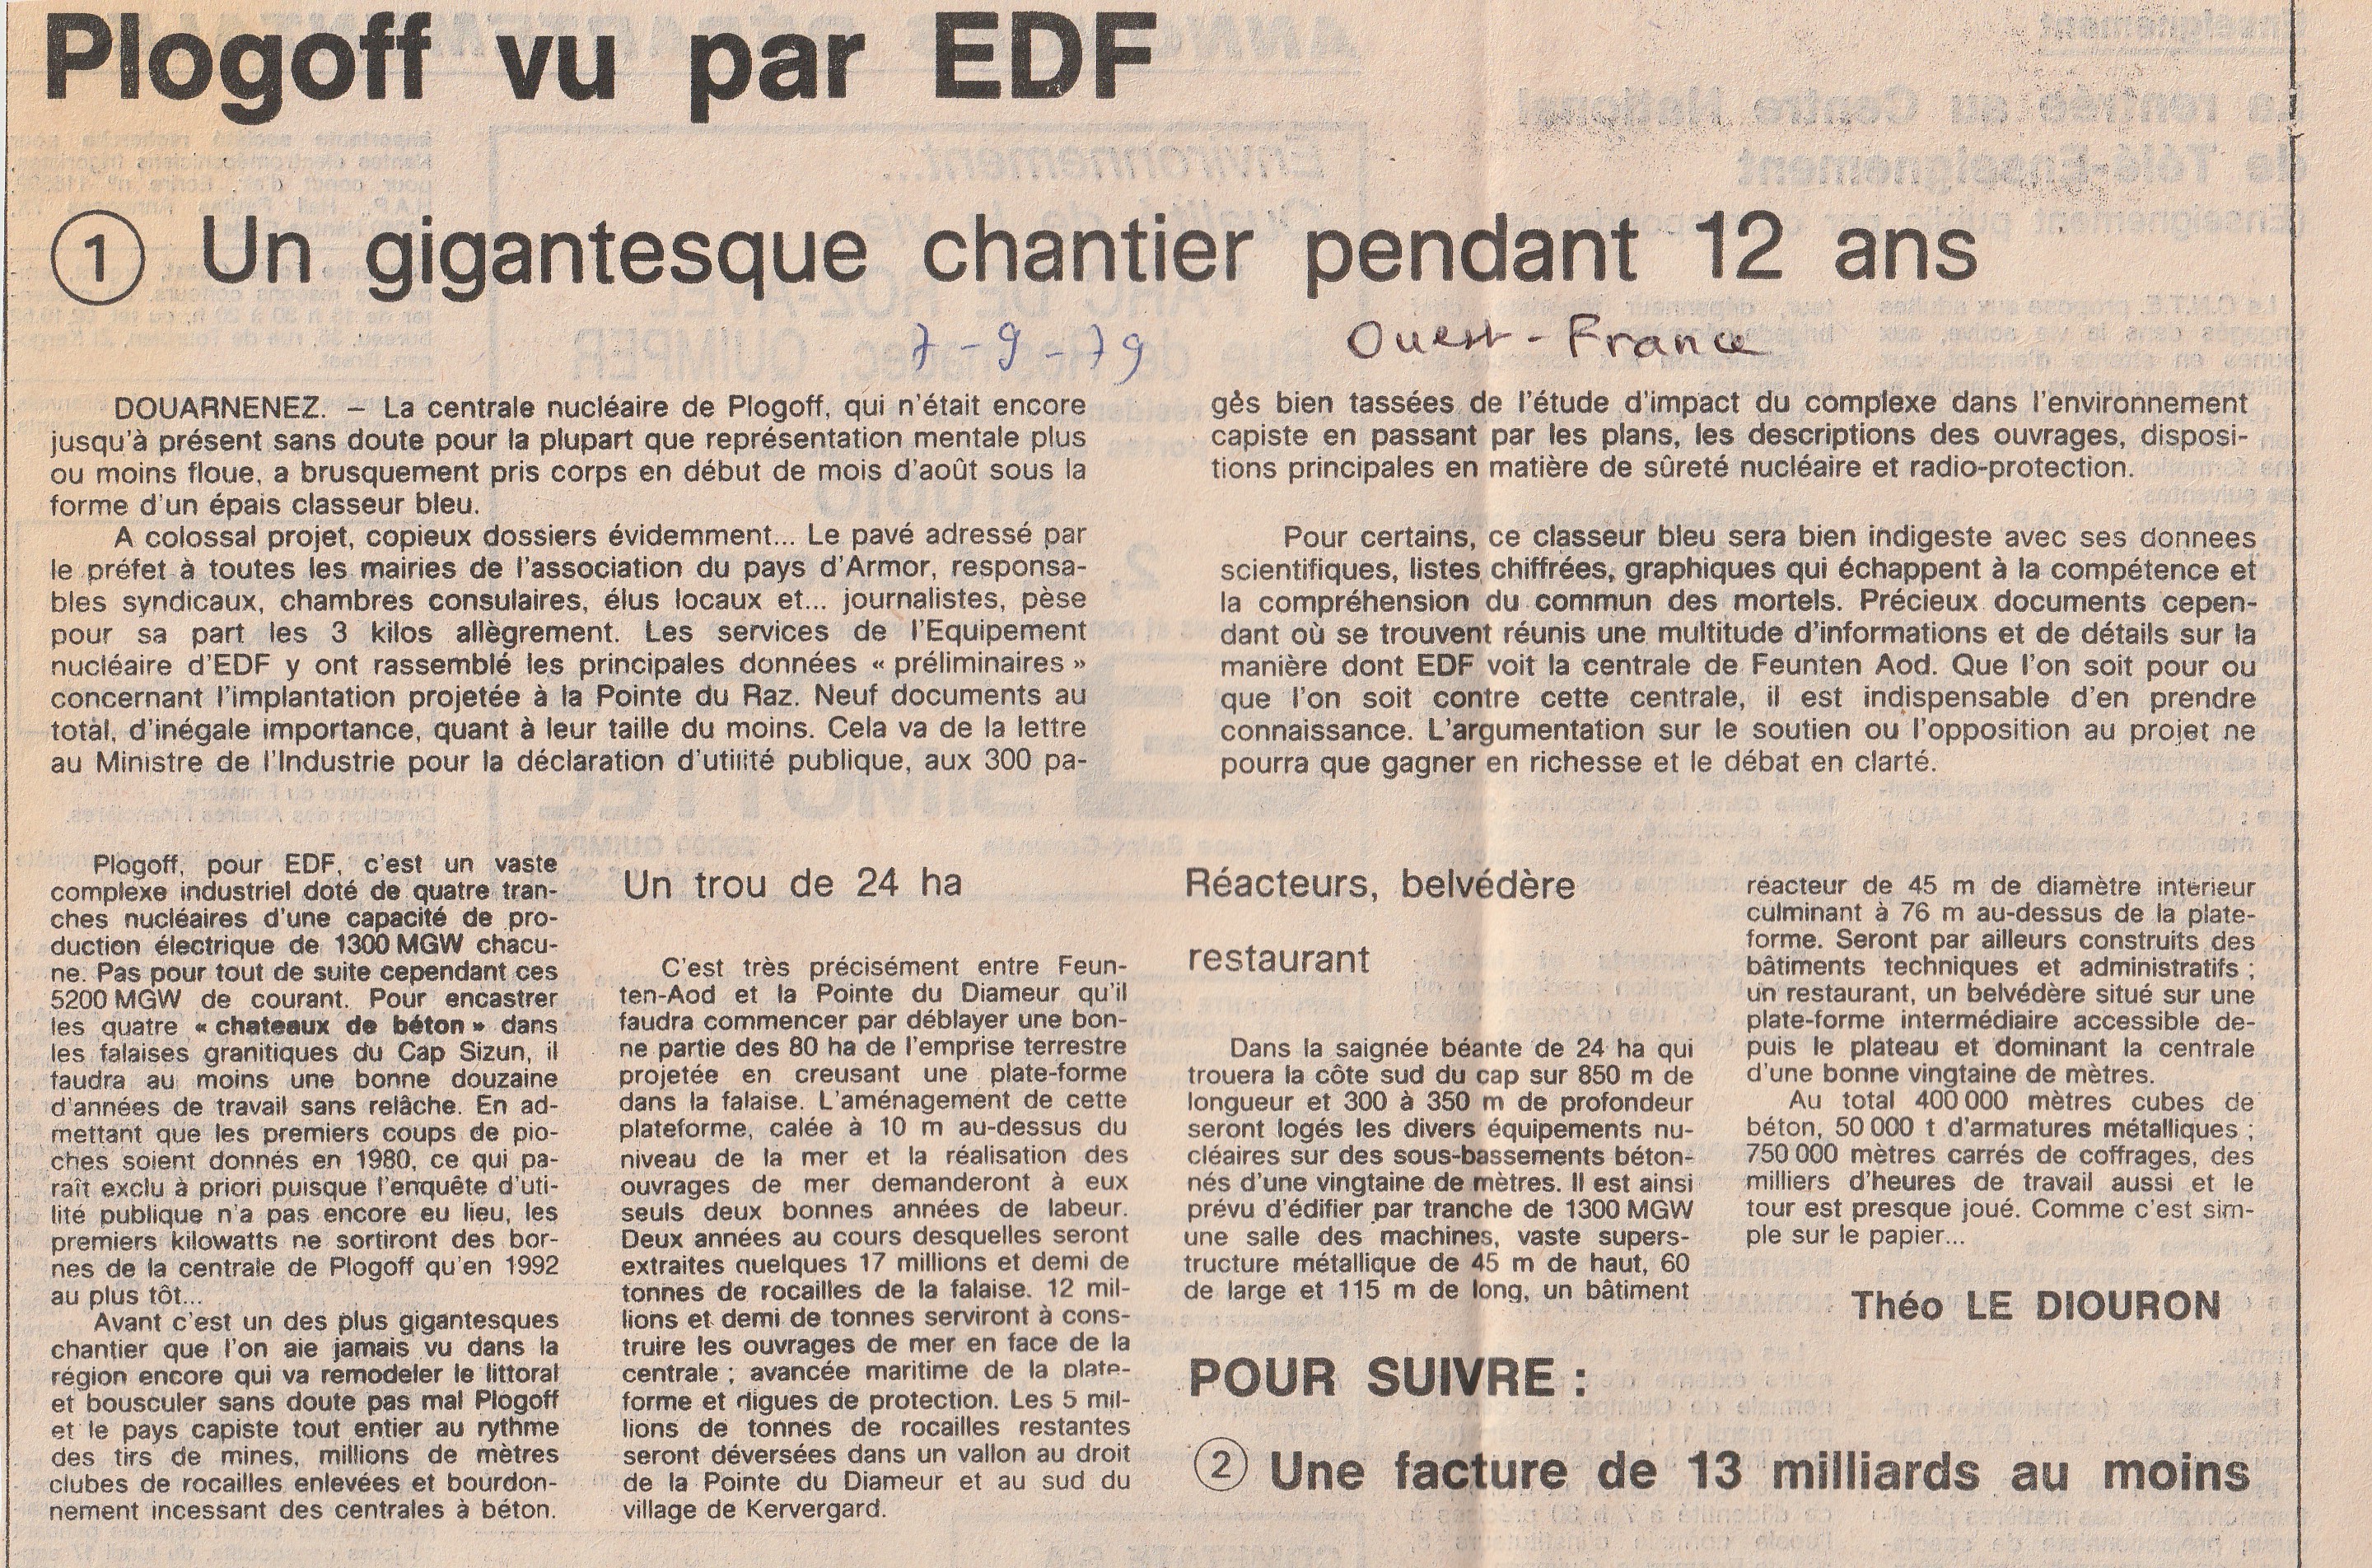 Plogoff vu par EDF
1 Un gigantesque chantier pendant 12 ans
7-9-79
Ouest-France
DOUARNENEZ. – La centrale nucléaire de Plogoff, qui n'était encore
jusqu'à présent sans doute pour la plupart que représentation mentale plus
ou moins floue, a brusquement pris corps en début de mois d'août sous la
forme d'un épais classeur bleu.
A colossal projet, copieux dossiers évidemment... Le pavé adressé par
le préfet à toutes les mairies de l'association du pays d'Armor, responsa-
bles syndicaux, chambres consulaires, élus locaux et... journalistes, pèse
pour sa part les 3 kilos allègrement. Les services de l'Equipement
nucléaire d'EDF y ont rassemblé les principales données « préliminaires »
concernant l'implantation projetée à la Pointe du Raz. Neuf documents au
total, d'inégale importance, quant à leur taille du moins. Cela va de la lettre
au Ministre de l'Industrie pour la déclaration d'utilité publique, aux 300 pa-
gès bien tassées de l'étude d'impact du complexe dans l'environnement
capiste en passant par les plans, les descriptions des ouvrages, disposi-
tions principales en matière de sûreté nucléaire et radio-protection.
Pour certains, ce classeur bleu sera bien indigeste avec ses donnees
scientifiques, listes chiffrées, graphiques qui échappent à la compétence et
la compréhension du commun des mortels. Précieux documents cepen-
dant où se trouvent réunis une multitude d'informations et de détails sur la
manière dont EDF voit la centrale de Feunten Aod. Que l'on soit pour ou
que l'on soit contre cette centrale, il est indispensable d'en prendre
connaissance. L'argumentation sur le soutien ou l'opposition au projet ne
pourra que gagner en richesse et le débat en clarté.
Plogoff, pour EDF, c'est un vaste
complexe industriel doté de quatre tran-
ches nucléaires d'une capacité de pro-
duction électrique de 1300 MGW chacu-
ne. Pas pour tout de suite cependant ces
5200 MGW de courant. Pour encastrer
les quatre « chateaux de béton » dans
les falaises granitiques du Cap Sizun, il
faudra au moins une bonne douzaine
d'années de travail sans relâche. En ad-
mettant que les premiers coups de pio-
ches soient donnés en 1980, ce qui pa-
raît exclu à priori puisque l'enquête d'uti-
lité publique n'a pas encore eu lieu, les
premiers kilowatts ne sortiront des bor-
nes de la centrale de Plogoff qu'en 1992
au plus tôt...
Avant c'est un des plus gigantesques
chantier que l'on aie jamais vu dans la
région encore qui va remodeler le littoral
et bousculer sans doute pas mal Plogoff
et le pays capiste tout entier au rythme
des tirs de mines, millions de mètres
clubes de rocailles enlevées et bourdon-
nement incessant des centrales à béton.
Un trou de 24 ha
C'est très précisément entre Feun-
ten-Aod et la Pointe du Diameur qu'il
faudra commencer par déblayer une bon-
ne partie des 80 ha de l'emprise terrestre
projetée en creusant une plate-forme
dans la falaise. L'aménagement de cette
plateforme, calée à 10 m au-dessus du
niveau de la mer et la réalisation des
ouvrages de mer demanderont à eux
seuls deux bonnes années de labeur.
Deux années au cours desquelles seront
extraites quelques 17 millions et demi de
tonnes de rocailles de la falaise. 12 mil-
lions et demi de tonnes serviront à cons-
truire les ouvrages de mer en face de la
centrale ; avancée maritime de la plate-
forme et digues de protection. Les 5 mil-
lions de tonnes de rocailles restantes
seront déversées dans un vallon au droit
de la Pointe du Diameur et au sud du
village de Kervergard.
Réacteurs, belvédère
restaurant
Dans la saignée béante de 24 ha qui
trouera la côte sud du cap sur 850 m de
longueur et 300 à 350 m de profondeur
seront logés les divers équipements nu-
cléaires sur des sous-bassements béton-
nés d'une vingtaine de mètres. Il est ainsi
prévu d'édifier par tranche de 1300 MGW
une salle des machines, vaste supers-
tructure métallique de 45 m de haut, 60
de large et 115 m de long, un bâtiment
réacteur de 45 m de diamètre intérieur
culminant à 76 m au-dessus de la plate-
forme. Seront par ailleurs construits des
bâtiments techniques et administratifs ;
un restaurant, un belvédère situé sur une
plate-forme intermédiaire accessible de-
puis le plateau et dominant la centrale
d'une bonne vingtaine de mètres.
Au total 400 000 mètres cubes de
béton, 50 000 t d'armatures métalliques ;
750 000 mètres carrés de coffrages, des
milliers d'heures de travail aussi et le
tour est presque joué. Comme c'est sim-
ple sur le papier...
Théo LE DIOURON
POUR SUIVRE :
2 Une facture de 13 milliards au moins